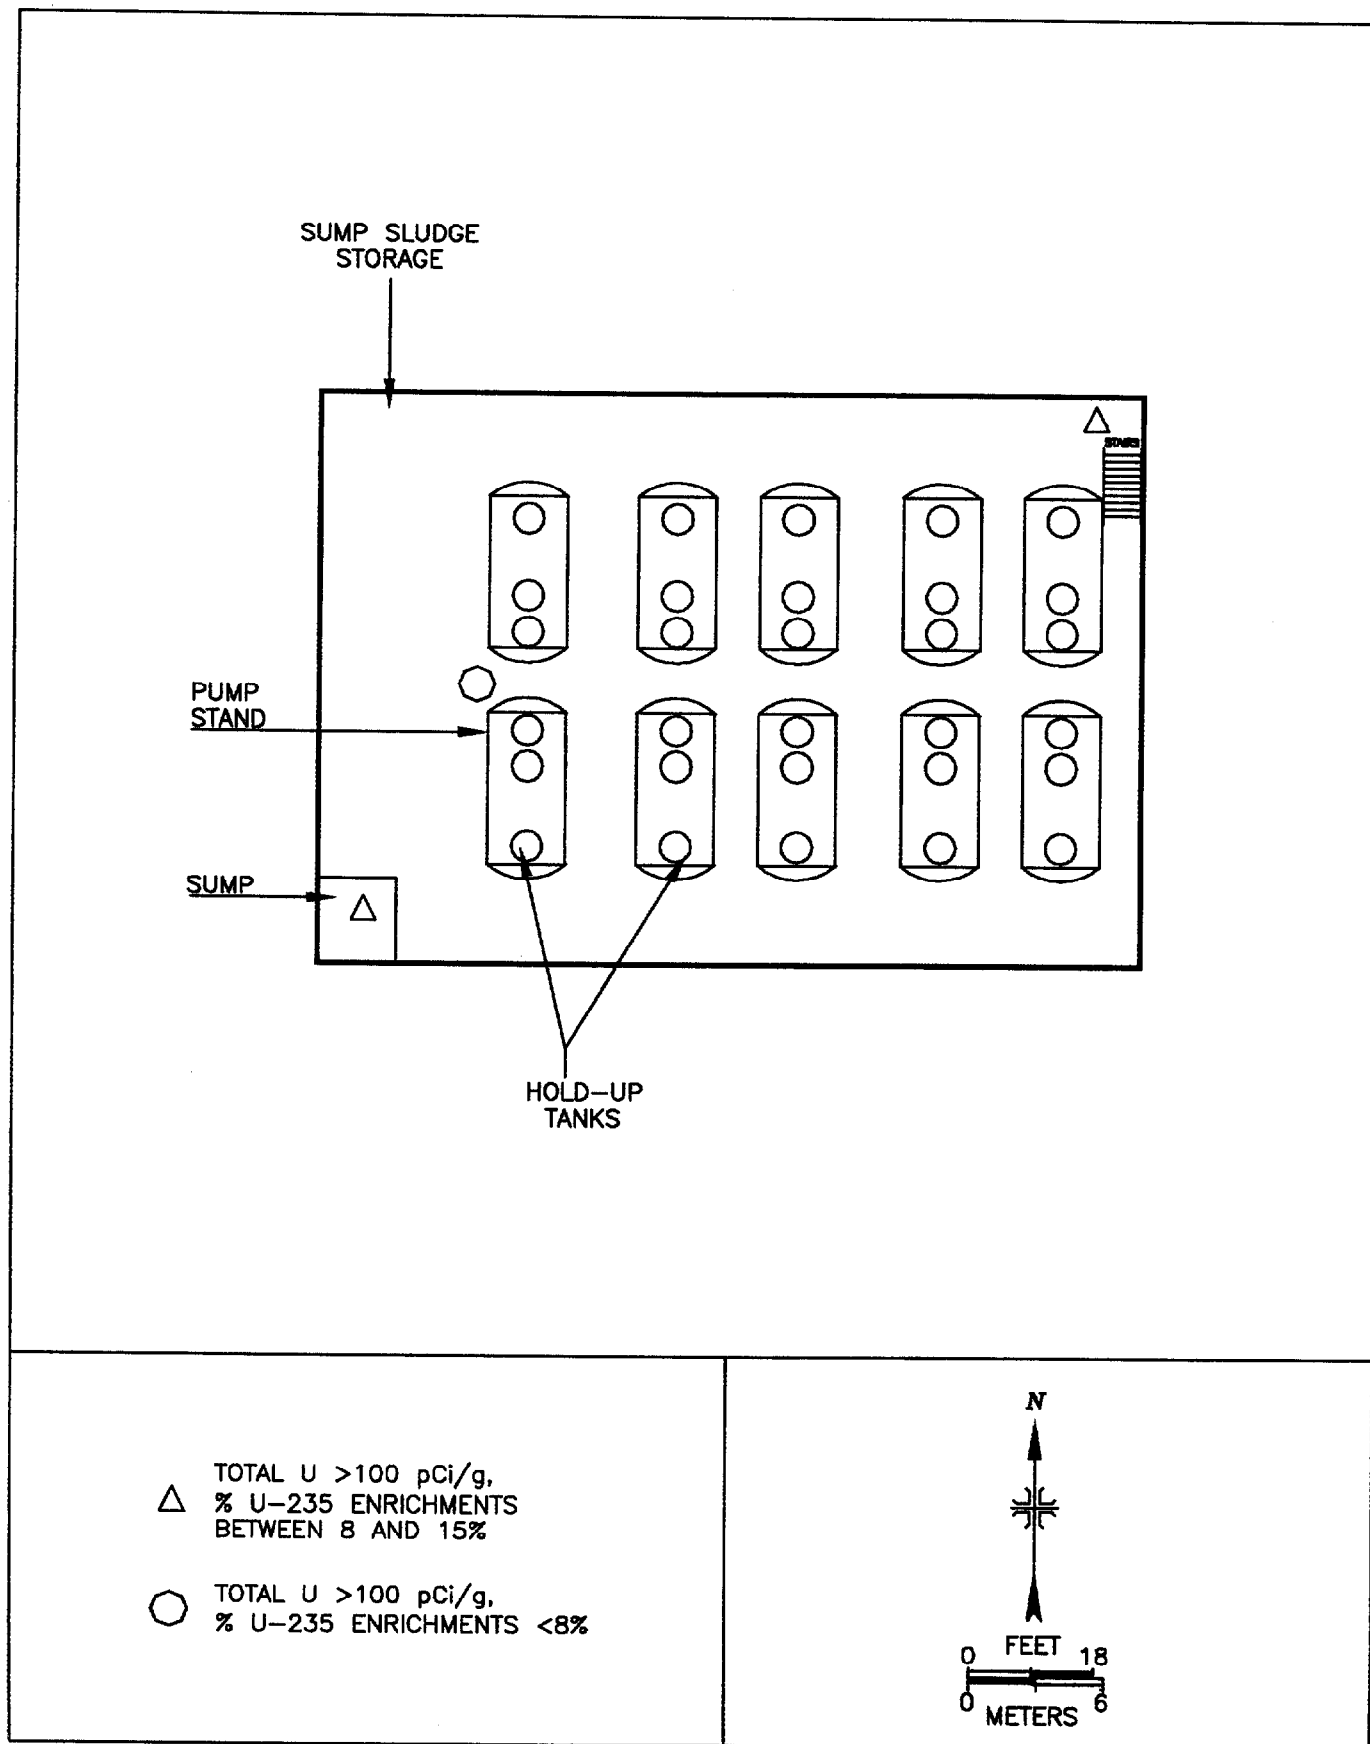 SUMP SLUDGE
STORAGE
STAIRS
PUMP
STAND
SUMP
HOLD-UP
TANKS
TOTAL U >100 pCi/g,
% U-235 ENRICHMENTS
BETWEEN 8 AND 15%
TOTAL U >100 pCi/g,
% U-235 ENRICHMENTS <8%
N
FEET
0 18
0 6
METERS